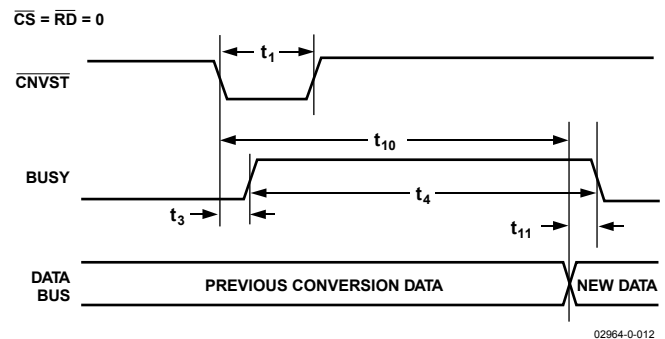 CS = RD = 0
t1
CNVST
t10
BUSY
t4
t3
t11
DATA
BUS
PREVIOUS CONVERSION DATA
NEW DATA
02964-0-012